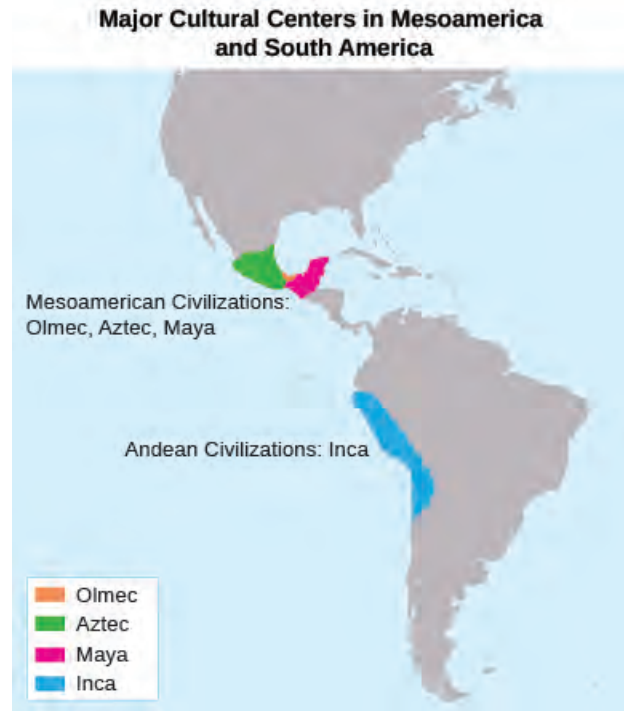 Major Cultural Centers in Mesoamerica
and South America
Mesoamerican Civilizations:
Olmec, Aztec, Maya
Andean Civilizations: Inca
Olmec
Aztec
Maya
Inca